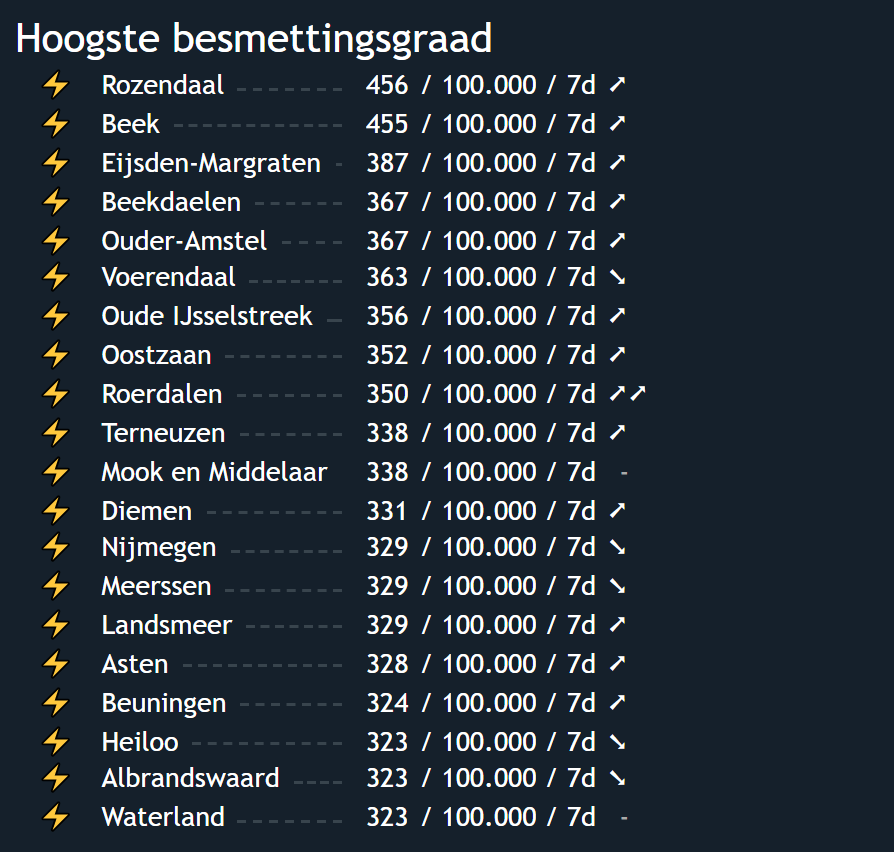 Hoogste besmettingsgraad
⚡ Rozendaal 456 / 100.000 / 7d ➚
⚡ Beek 455 / 100.000 / 7d ➚
⚡ Eijsden-Margraten 387 / 100.000 / 7d ➚
⚡ Beekdaelen 367 / 100.000 / 7d ➚
⚡ Ouder-Amstel 367 / 100.000 / 7d ➚
⚡ Voerendaal 363 / 100.000 / 7d ➘
⚡ Oude IJsselstreek 356 / 100.000 / 7d ➚
⚡ Oostzaan 352 / 100.000 / 7d ➚
⚡ Roerdalen 350 / 100.000 / 7d ➚➚
⚡ Terneuzen 338 / 100.000 / 7d ➚
⚡ Mook en Middelaar 338 / 100.000 / 7d -
⚡ Diemen 331 / 100.000 / 7d ➚
⚡ Nijmegen 329 / 100.000 / 7d ➘
⚡ Meerssen 329 / 100.000 / 7d ➘
⚡ Landsmeer 329 / 100.000 / 7d ➚
⚡ Asten 328 / 100.000 / 7d ➚
⚡ Beuningen 324 / 100.000 / 7d ➚
⚡ Heiloo 323 / 100.000 / 7d ➘
⚡ Albrandswaard 323 / 100.000 / 7d ➘
⚡ Waterland 323 / 100.000 / 7d -